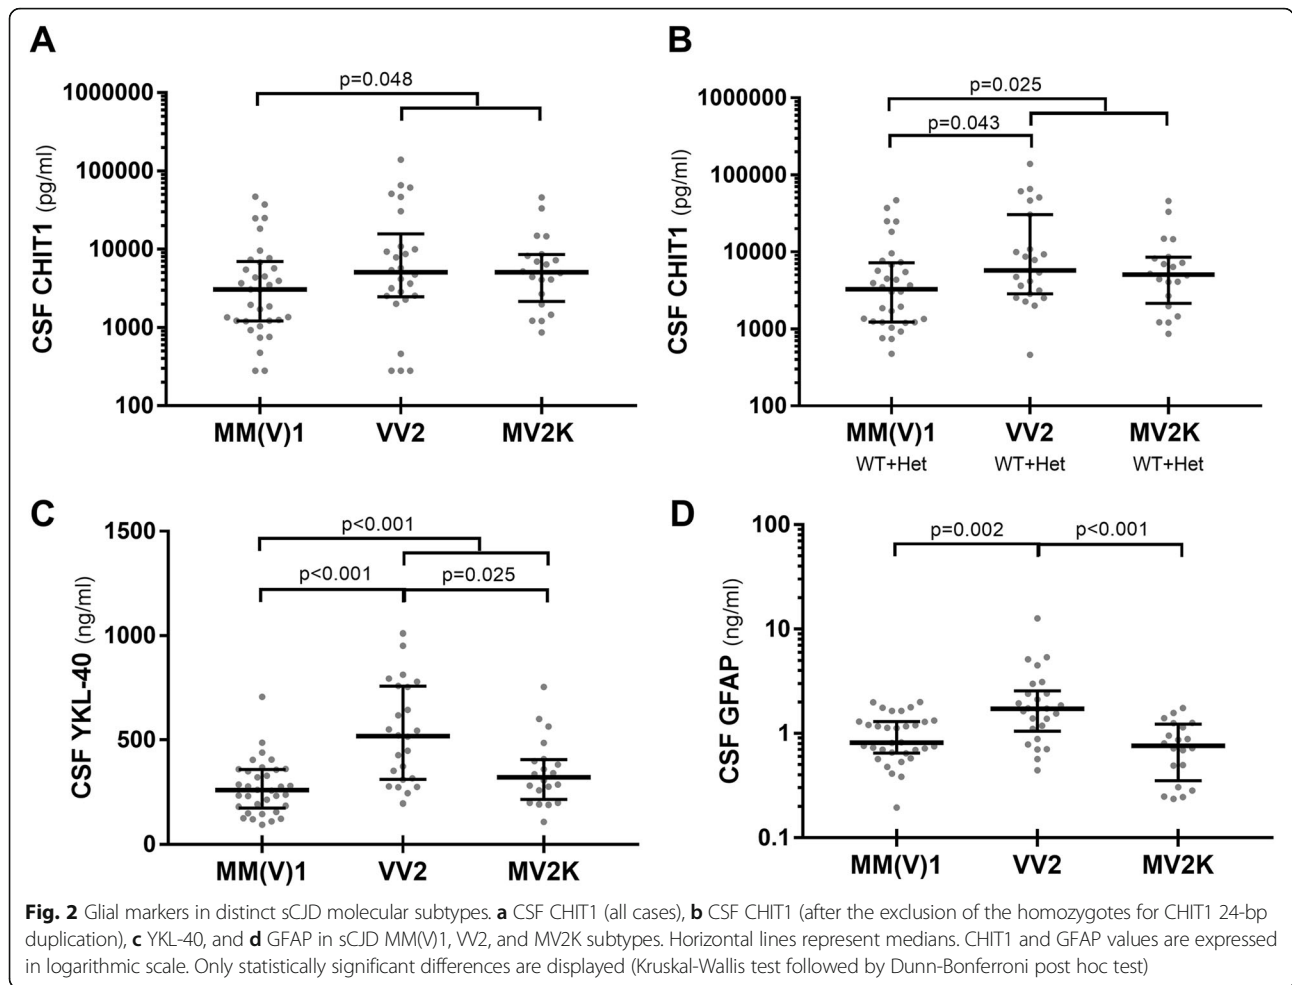 A
p=0.048
1000000
100000
10000
1000
100
CSF CHIT1 (pg/ml)
MM(V)1 VV2 MV2K
B
p=0.025
p=0.043
1000000
100000
10000
1000
100
CSF CHIT1 (pg/ml)
MM(V)1 VV2 MV2K
WT+Het WT+Het WT+Het
C
p<0.001
p<0.001 p=0.025
1500
1000
500
0
CSF YKL-40 (ng/ml)
MM(V)1 VV2 MV2K
D
p=0.002 p<0.001
100
10
1
0.1
CSF GFAP (ng/ml)
MM(V)1 VV2 MV2K
Fig. 2 Glial markers in distinct sCJD molecular subtypes. a CSF CHIT1 (all cases), b CSF CHIT1 (after the exclusion of the homozygotes for CHIT1 24-bp
duplication), c YKL-40, and d GFAP in sCJD MM(V)1, VV2, and MV2K subtypes. Horizontal lines represent medians. CHIT1 and GFAP values are expressed
in logarithmic scale. Only statistically significant differences are displayed (Kruskal-Wallis test followed by Dunn-Bonferroni post hoc test)